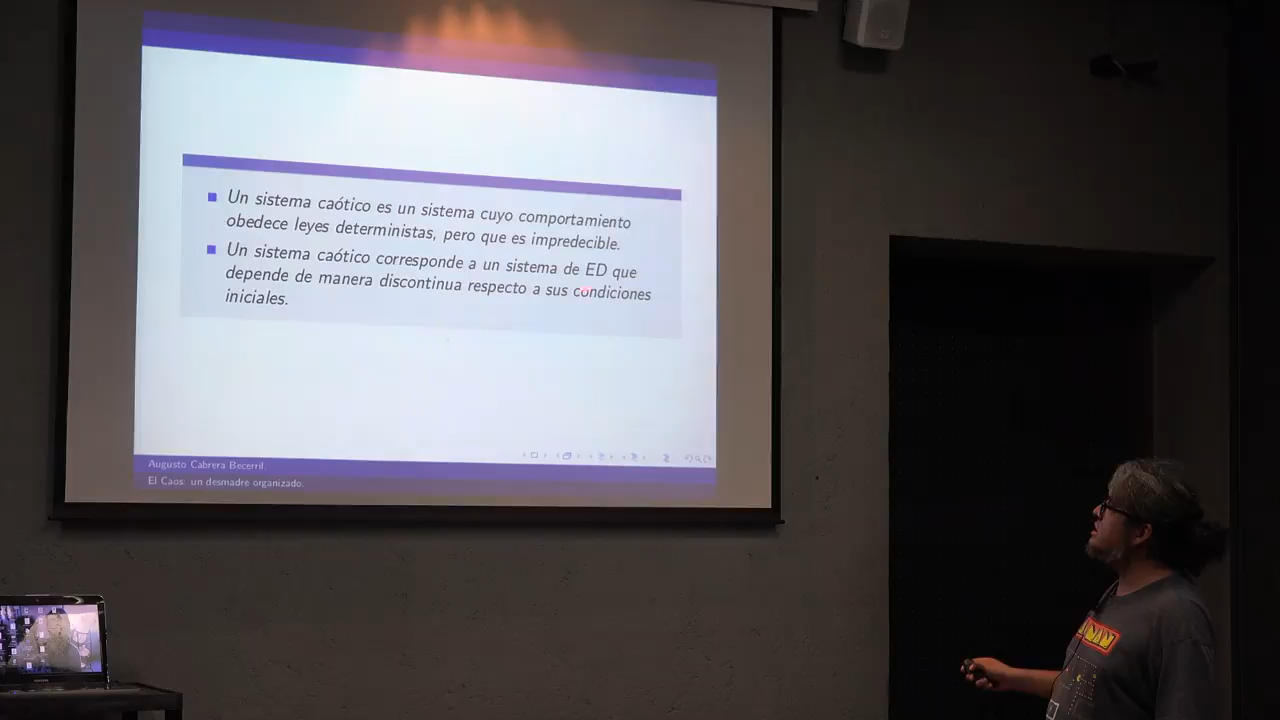 Un sistema caótico es un sistema cuyo comportamiento
obedece leyes deterministas, pero que es impredecible.
Un sistema caótico corresponde a un sistema de ED que
depende de manera discontinua respecto a sus condiciones
iniciales.
Augusto Cabrera Becerril.
El Caos: un desmadre organizado.